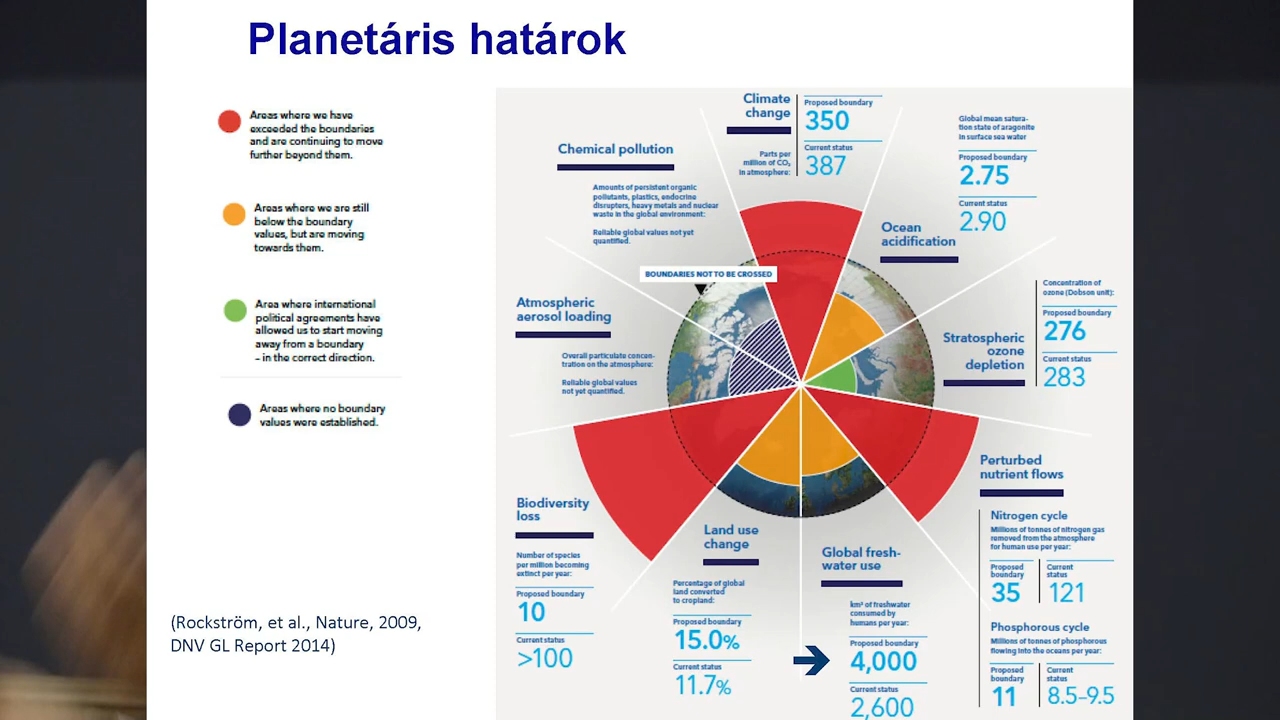 Planetáris határok
Areas where we have
exceeded the boundaries
and are continuing to move
further beyond them.
Areas where we are still
below the boundary
values, but are moving
towards them.
Area where international
political agreements have
allowed us to start moving
away from a boundary
– in the correct direction.
Areas where no boundary
values were established.
(Rockström, et al., Nature, 2009,
DNV GL Report 2014)
Climate
change
Parts per
million of CO₂
in atmosphere:
Proposed boundary
350
Current status
387
Global mean satura-
tion state of aragonite
in surface sea water
Proposed boundary
2.75
Current status
2.90
Ocean
acidification
Chemical pollution
Amounts of persistent organic
pollutants, plastics, endocrine
disrupters, heavy metals and nuclear
waste in the global environment:
Reliable global values not yet
quantified.
BOUNDARIES NOT TO BE CROSSED
Atmospheric
aerosol loading
Overall particulate concen-
tration on the atmosphere:
Reliable global values
not yet quantified.
Stratospheric
ozone
depletion
Concentration of
ozone (Dobson unit):
Proposed boundary
276
Current status
283
Perturbed
nutrient flows
Nitrogen cycle
Millions of tonnes of nitrogen gas
removed from the atmosphere
for human use per year:
Proposed
boundary
35
Current
status
121
Phosphorous cycle
Millions of tonnes of phosphorous
flowing into the oceans per year:
Proposed
boundary
11
Current
status
8.5–9.5
Biodiversity
loss
Number of species
per million becoming
extinct per year:
Proposed boundary
10
Current status
>100
Land use
change
Percentage of global
land converted
to cropland:
Proposed boundary
15.0%
Current status
11.7%
Global fresh-
water use
km³ of freshwater
consumed by
humans per year:
Proposed boundary
4,000
Current status
2,600